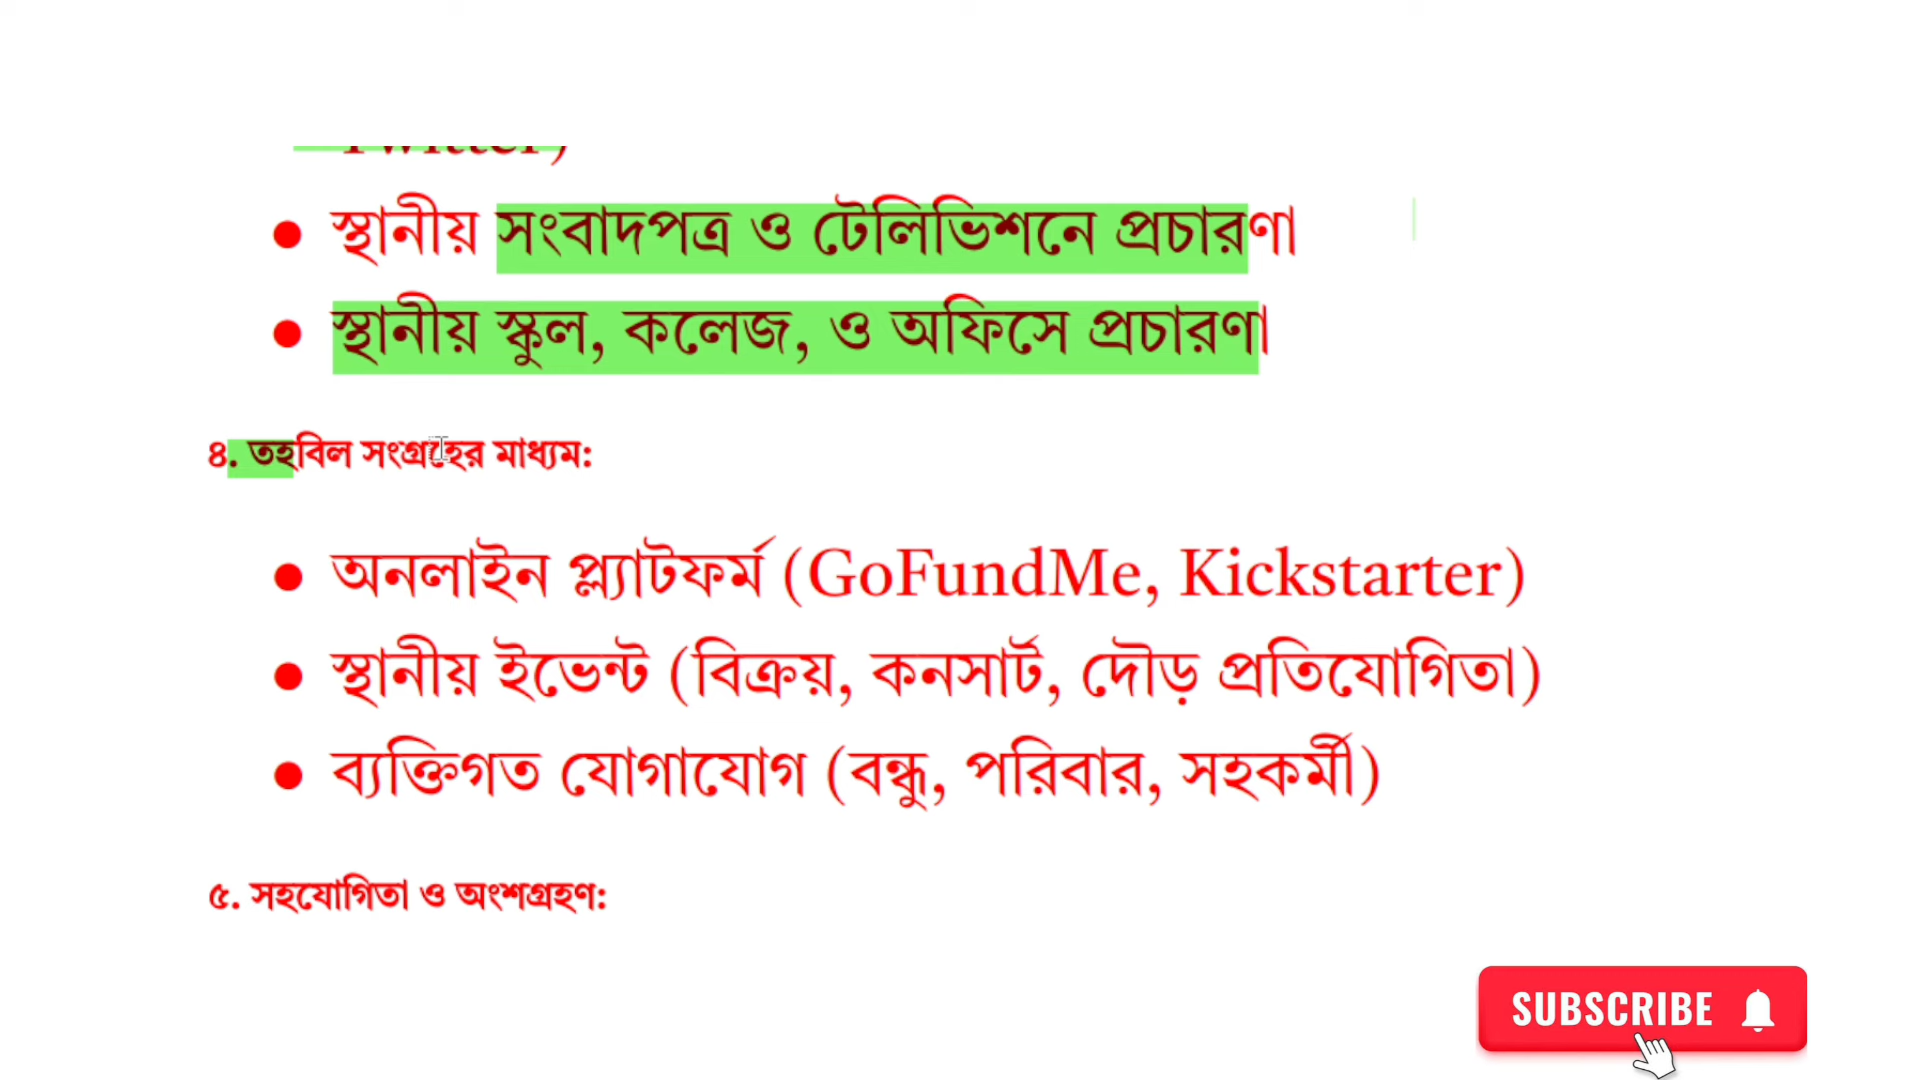 Twitter)
● স্থানীয় সংবাদপত্র ও টেলিভিশনে প্রচারণা
● স্থানীয় স্কুল, কলেজ, ও অফিসে প্রচারণা
৪. তহবিল সংগ্রহের মাধ্যম:
● অনলাইন প্ল্যাটফর্ম (GoFundMe, Kickstarter)
● স্থানীয় ইভেন্ট (বিক্রয়, কনসার্ট, দৌড় প্রতিযোগিতা)
● ব্যক্তিগত যোগাযোগ (বন্ধু, পরিবার, সহকর্মী)
৫. সহযোগিতা ও অংশগ্রহণ:
SUBSCRIBE